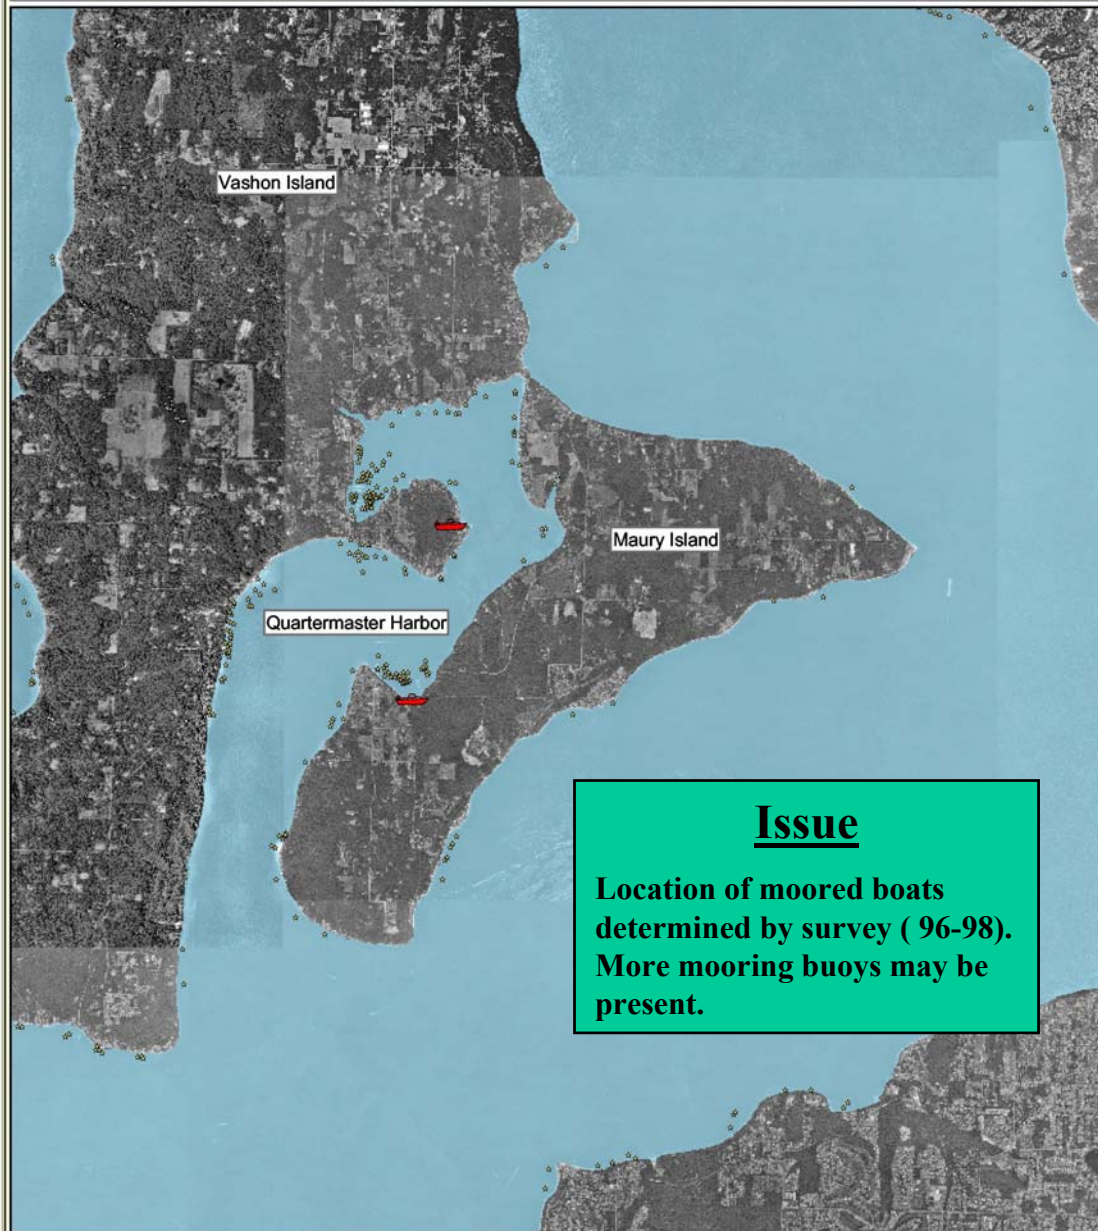 Vashon Island
Maury Island
Quartermaster Harbor
Issue
Location of moored boats
determined by survey ( 96-98).
More mooring buoys may be
present.